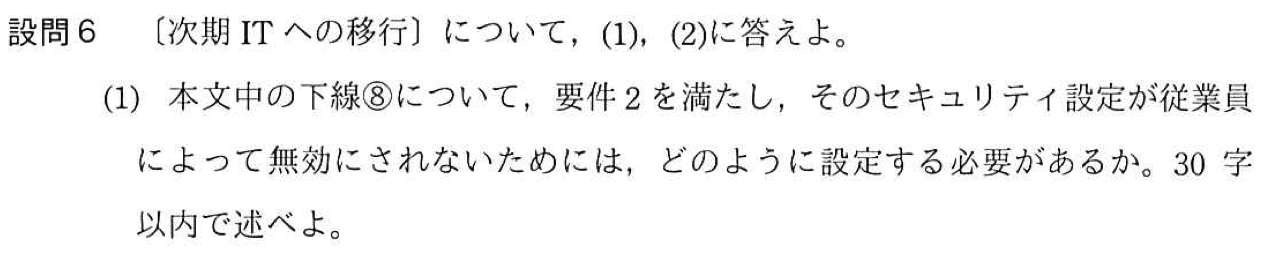 設問6　〔次期 IT への移行〕について，(1)，(2)に答えよ。
(1) 本文中の下線⑧について，要件 2 を満たし，そのセキュリティ設定が従業員
によって無効にされないためには，どのように設定する必要があるか。30 字
以内で述べよ。